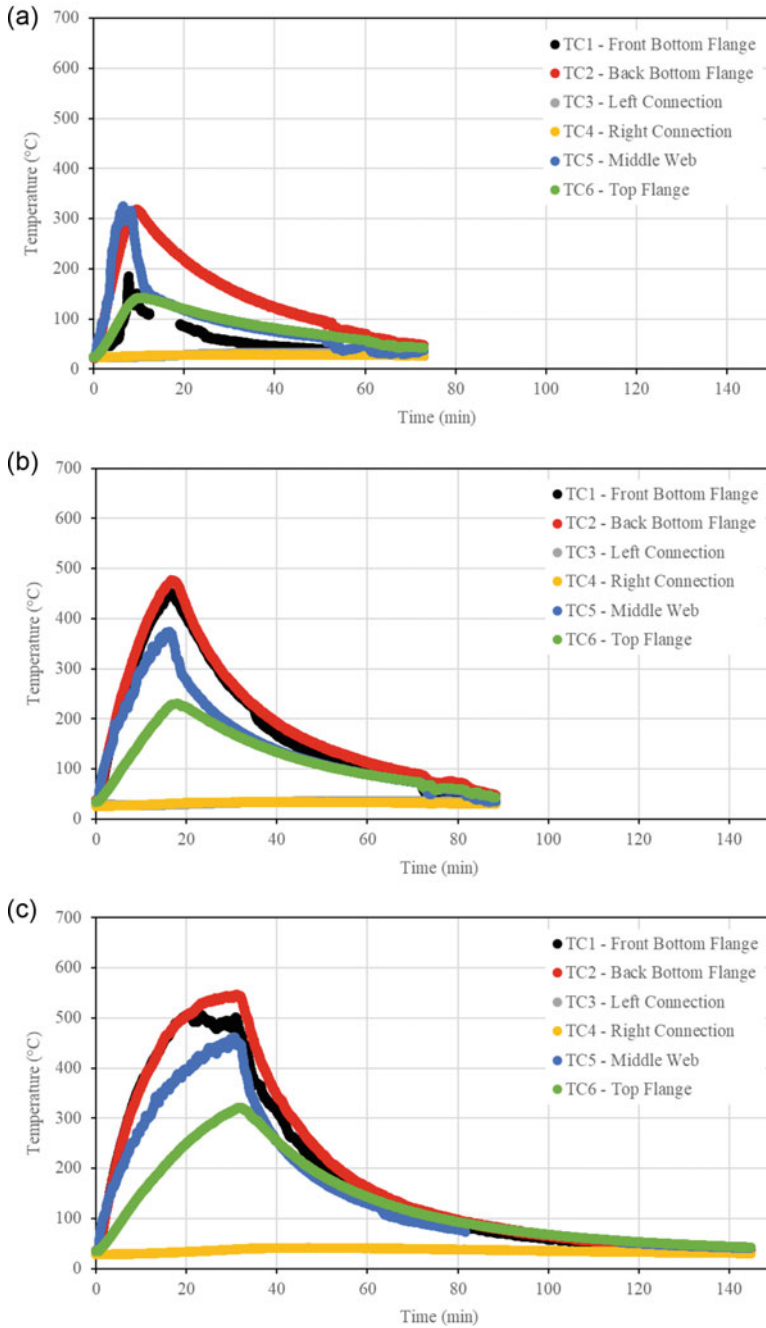 (a)
700
600
500
400
300
200
100
0
Temperature (°C)
0 20 40 60 80 100 120 140
Time (min)
TC1 - Front Bottom Flange
TC2 - Back Bottom Flange
TC3 - Left Connection
TC4 - Right Connection
TC5 - Middle Web
TC6 - Top Flange
(b)
700
600
500
400
300
200
100
0
Temperature (°C)
0 20 40 60 80 100 120 140
Time (min)
TC1 - Front Bottom Flange
TC2 - Back Bottom Flange
TC3 - Left Connection
TC4 - Right Connection
TC5 - Middle Web
TC6 - Top Flange
(c)
700
600
500
400
300
200
100
0
Temperature (°C)
0 20 40 60 80 100 120 140
Time (min)
TC1 - Front Bottom Flange
TC2 - Back Bottom Flange
TC3 - Left Connection
TC4 - Right Connection
TC5 - Middle Web
TC6 - Top Flange